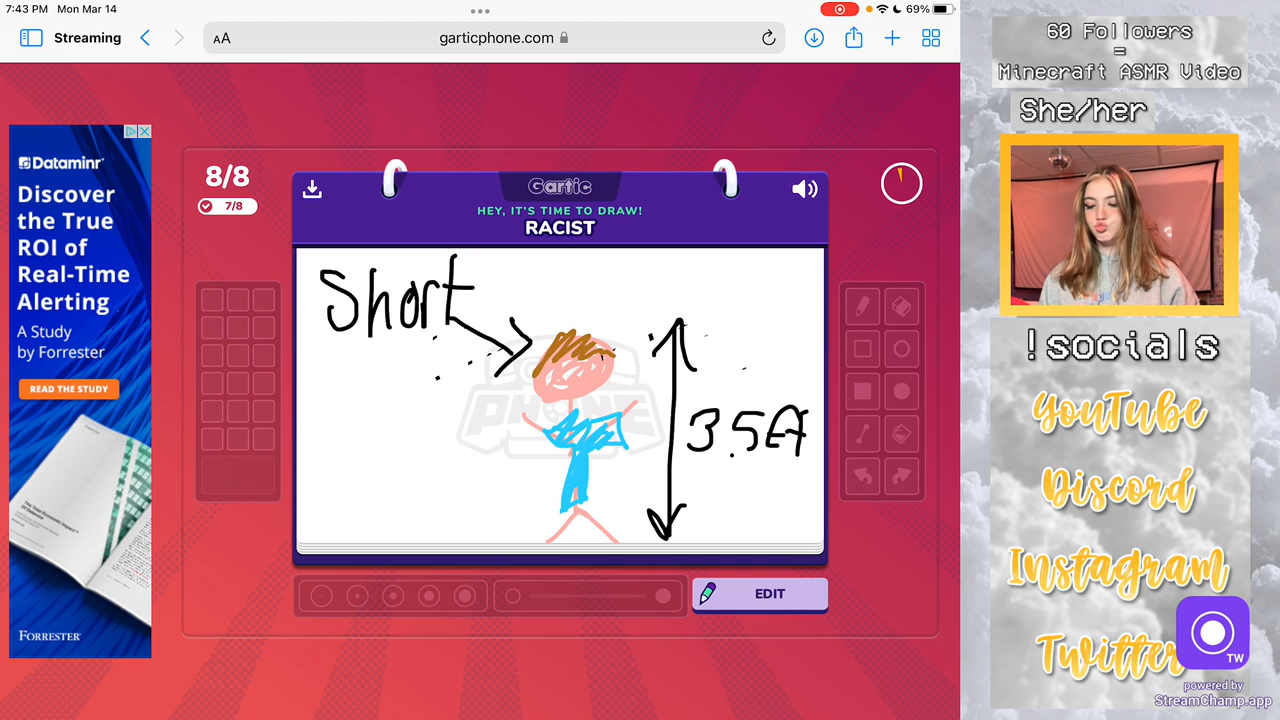 7:43 PM Mon Mar 14
69%
Streaming
AA
garticphone.com
60 Followers
=
Minecraft ASMR Video
She/her
Dataminr
Discover
the True
ROI of
Real-Time
Alerting
A Study
by Forrester
READ THE STUDY
FORRESTER
8/8
7/8
Gartic
HEY, IT'S TIME TO DRAW!
RACIST
Short
PHONE
EDIT
!socials
YouTube
Discord
Instagram
Twitter
TW
powered by
StreamChamp.app